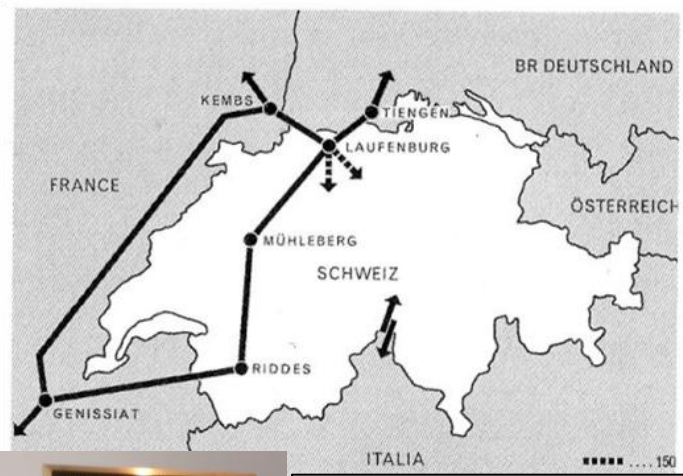 BR DEUTSCHLAND
KEMBS
TIENGEN
LAUFENBURG
FRANCE
ÖSTERREICH
MÜHLEBERG
SCHWEIZ
RIDDES
GENISSIAT
ITALIA
.... 150